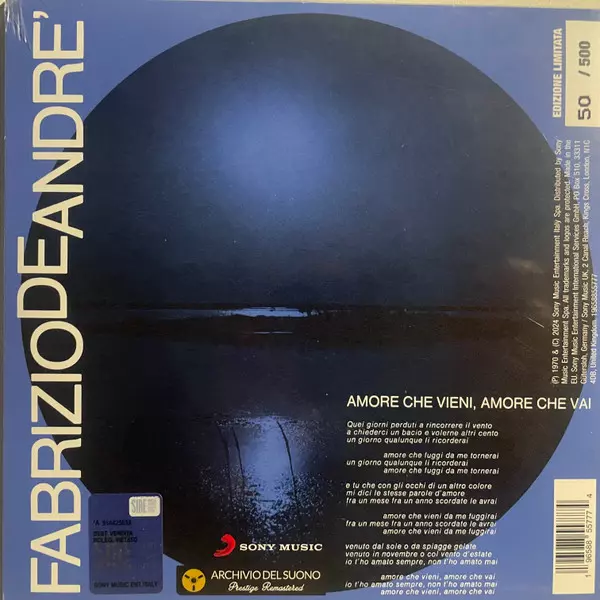 FABRIZIO DE ANDRE'
EDIZIONE LIMITATA
50 / 500
(P) 1970 & (C) 2024 Sony Music Entertainment Italy Spa. Distributed by Sony
Music Entertainment Spa. All trademarks and logos are protected. Made in the
EU. Sony Music Entertainment International Services GmbH, PO Box 510, 33311
Gütersloh, Germany / Sony Music UK, 2 Canal Reach, Kings Cross, London, N1C
4DB, United Kingdom. 19658855777
AMORE CHE VIENI, AMORE CHE VAI
Quei giorni perduti a rincorrere il vento
a chiederci un bacio e volerne altri cento
un giorno qualunque li ricorderai
amore che fuggi da me tornerai
un giorno qualunque li ricorderai
amore che fuggi da me tornerai
e tu che con gli occhi di un altro colore
mi dici le stesse parole d'amore
fra un mese fra un anno scordate le avrai
amore che vieni da me fuggirai
fra un mese fra un anno scordate le avrai
amore che vieni da me fuggirai
venuto dal sole o da spiagge gelate
venuto in novembre o col vento d'estate
io t'ho amato sempre, non t'ho amato mai
amore che vieni, amore che vai
io t'ho amato sempre, non t'ho amato mai
amore che vieni, amore che vai
SIAE
SONY MUSIC ENT. ITALY
SONY MUSIC
ARCHIVIO DEL SUONO
Prestige Remastered
1 96588 55777 4